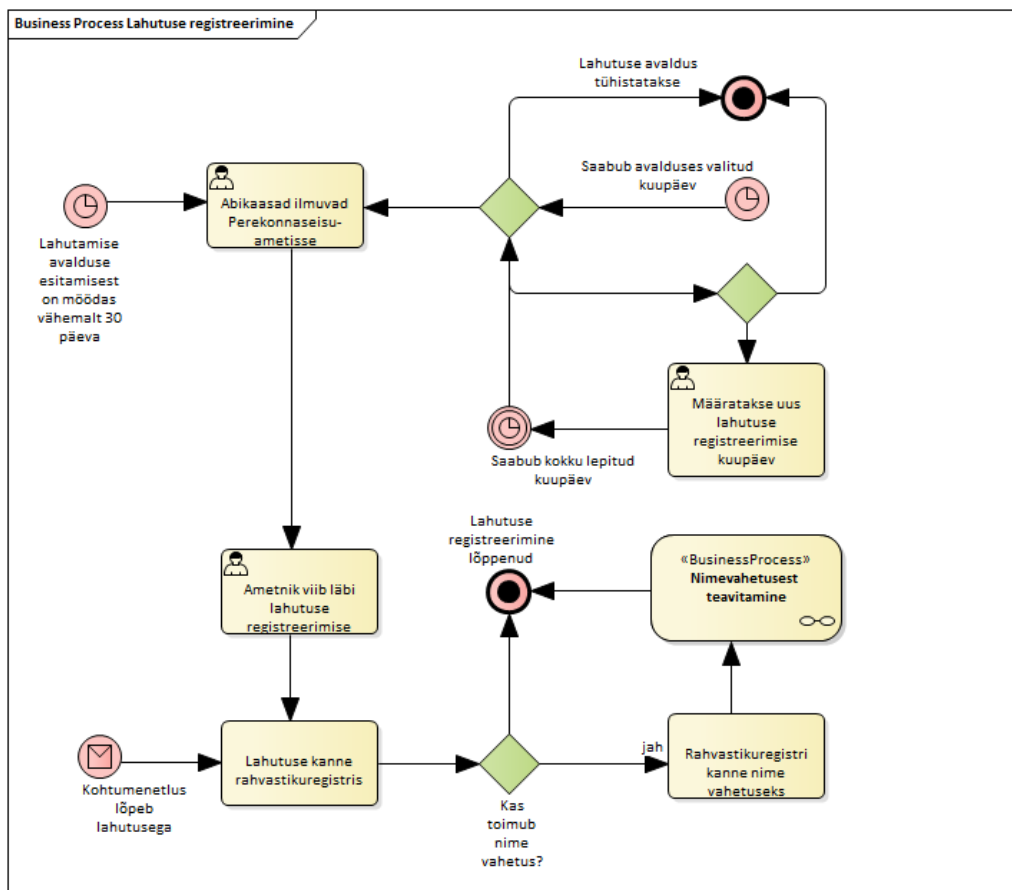 Business Process Lahutuse registreerimine
Lahutuse avaldus
tühistatakse
Saabub avalduses valitud
kuupäev
Abikaasad ilmuvad
Perekonnaseisu-
ametisse
Lahutamise
avalduse
esitamisest
on möödas
vähemalt 30
päeva
Määratakse uus
lahutuse
registreerimise
kuupäev
Saabub kokku lepitud
kuupäev
Lahutuse
registreerimine
lõppenud
«BusinessProcess»
Nimevahetusest
teavitamine
Ametnik viib läbi
lahutuse
registreerimise
Lahutuse kanne
rahvastikuregistris
jah
Rahvastikuregistri
kanne nime
vahetuseks
Kohtumenetlus
lõpeb
lahutusega
Kas
toimub
nime
vahetus?